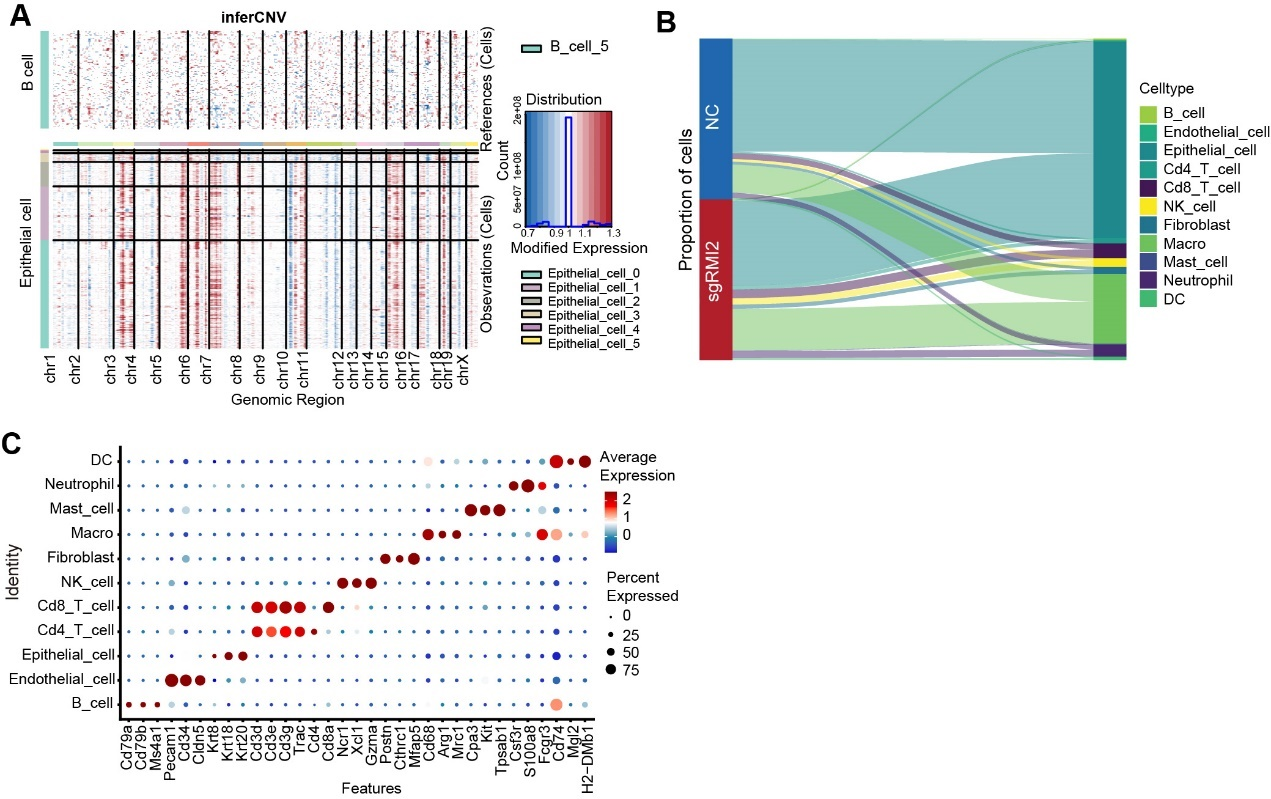 A
inferCNV
B cell
References (Cells)
B_cell_5
Distribution
Count
0e+00 5e+07 1e+08 2e+08
0.7 0.9 1 1.1 1.3
Modified Expression
Epithelial cell
Obsevrations (Cells)
Epithelial_cell_0
Epithelial_cell_1
Epithelial_cell_2
Epithelial_cell_3
Epithelial_cell_4
Epithelial_cell_5
chr1 chr2 chr3 chr4 chr5 chr6 chr7 chr8 chr9 chr10 chr11 chr12 chr13 chr14 chr15 chr16 chr17 chr18 chr19 chrX
Genomic Region
B
Proportion of cells
NC
sgRMI2
Celltype
B_cell
Endothelial_cell
Epithelial_cell
Cd4_T_cell
Cd8_T_cell
NK_cell
Fibroblast
Macro
Mast_cell
Neutrophil
DC
C
Identity
DC
Neutrophil
Mast_cell
Macro
Fibroblast
NK_cell
Cd8_T_cell
Cd4_T_cell
Epithelial_cell
Endothelial_cell
B_cell
Cd79a Cd79b Ms4a1 Pecam1 Cd34 Cldn5 Krt8 Krt18 Krt20 Cd3d Cd3e Cd3g Trac Cd4 Cd8a Ncr1 Xcl1 Gzma Postn Cthrc1 Mfap5 Cd68 Arg1 Mrc1 Cpa3 Kit Tpsab1 Csf3r S100a8 Fcgr3 Cd74 Mgl2 H2-DMb1
Features
Average
Expression
2
1
0
Percent
Expressed
0
25
50
75